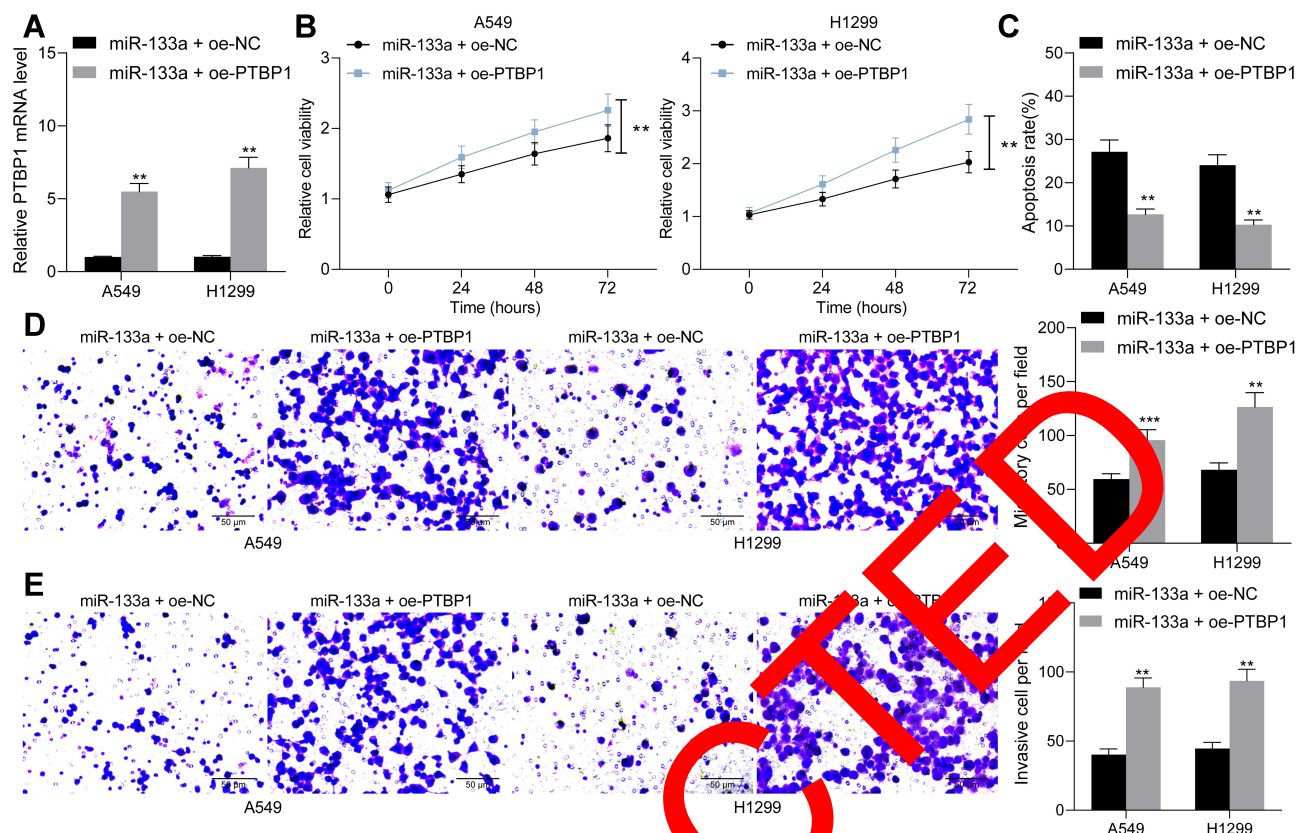 A
miR-133a + oe-NC
miR-133a + oe-PTBP1
Relative PTBP1 mRNA level
15
10
5
0
**
**
A549
H1299
B
A549
miR-133a + oe-NC
miR-133a + oe-PTBP1
Relative cell viability
3
2
1
0
**
0
24
48
72
Time (hours)
H1299
miR-133a + oe-NC
miR-133a + oe-PTBP1
Relative cell viability
4
3
2
1
0
**
0
24
48
72
Time (hours)
C
miR-133a + oe-NC
miR-133a + oe-PTBP1
Apoptosis rate(%)
50
40
30
20
10
0
**
**
A549
H1299
D
miR-133a + oe-NC
miR-133a + oe-PTBP1
miR-133a + oe-NC
miR-133a + oe-PTBP1
50 μm
50 μm
50 μm
A549
H1299
miR-133a + oe-NC
miR-133a + oe-PTBP1
per field
200
150
100
50
***
**
A549
H1299
E
miR-133a + oe-NC
miR-133a + oe-PTBP1
miR-133a + oe-NC
miR-133a + oe-
50 μm
50 μm
50 μm
A549
H1299
miR-133a + oe-NC
miR-133a + oe-PTBP1
Invasive cell per
100
50
0
**
**
A549
H1299
CTED